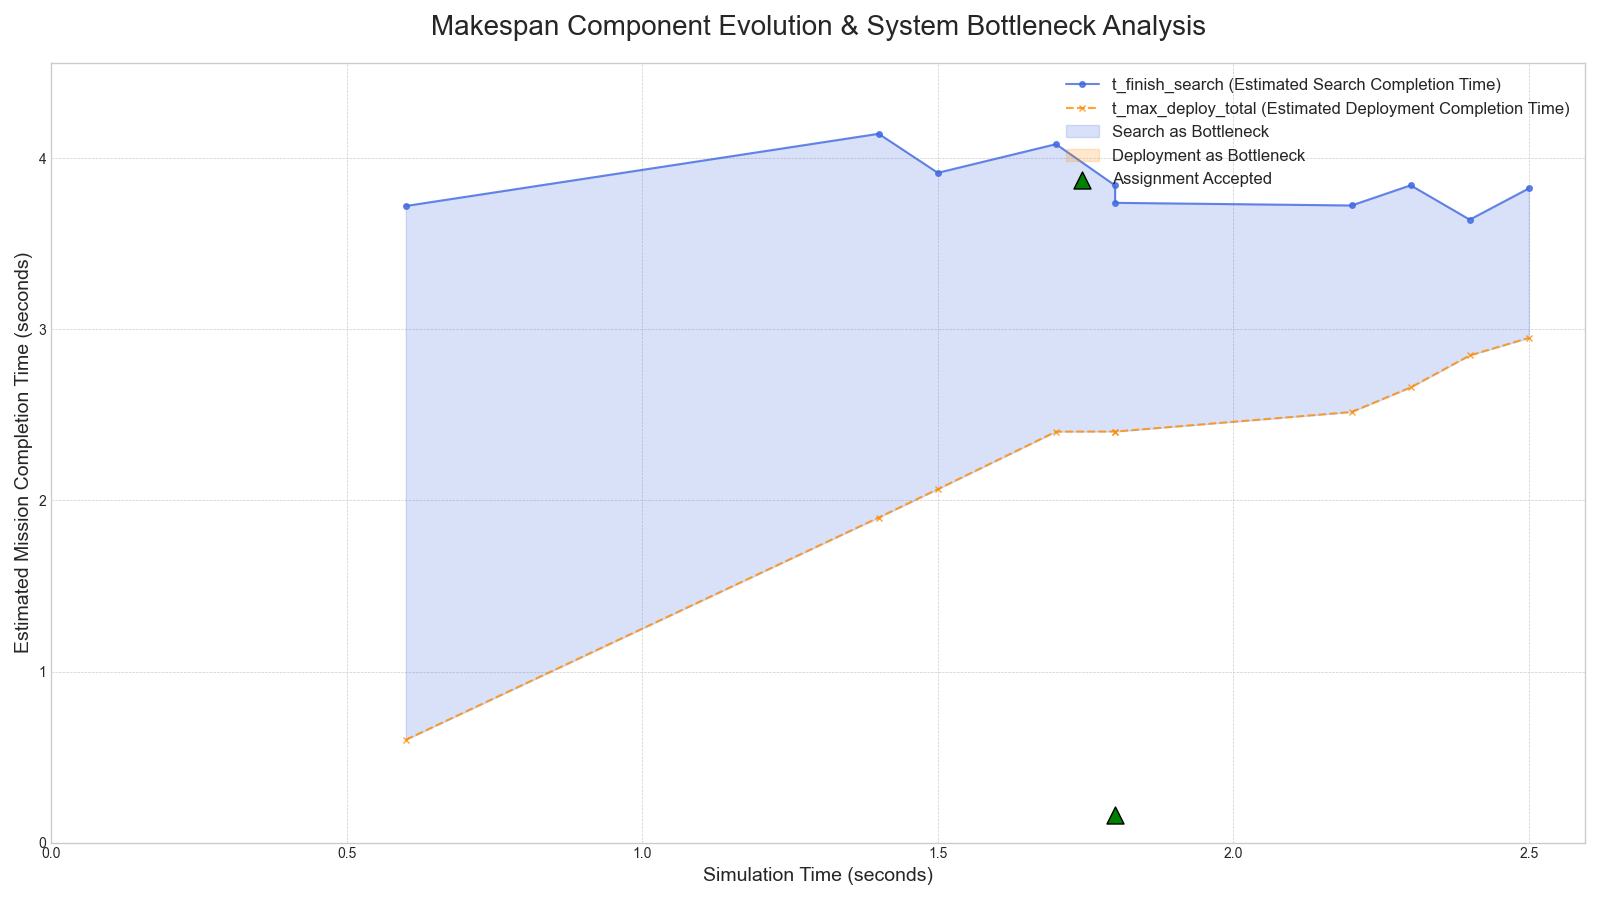 Makespan Component Evolution & System Bottleneck Analysis
t_finish_search (Estimated Search Completion Time)
t_max_deploy_total (Estimated Deployment Completion Time)
Search as Bottleneck
Deployment as Bottleneck
Assignment Accepted
Estimated Mission Completion Time (seconds)
4
3
2
1
0
0.0 0.5 1.0 1.5 2.0 2.5
Simulation Time (seconds)